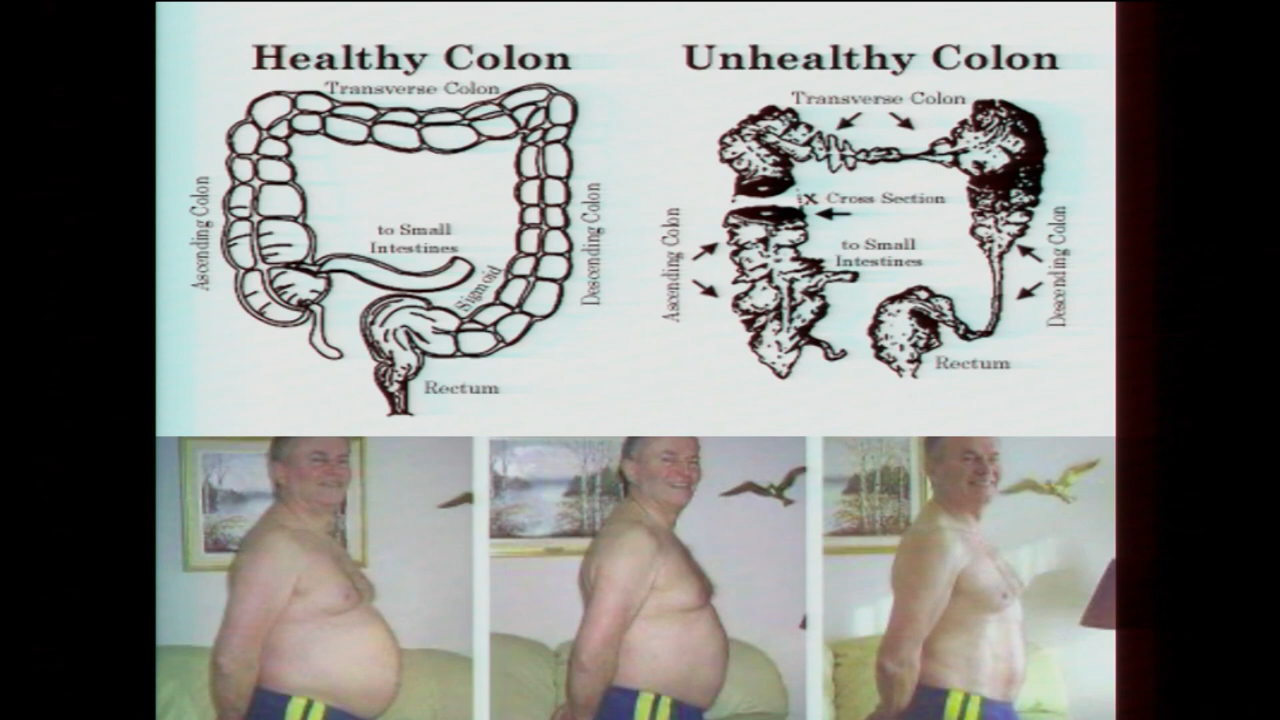 Healthy Colon
Transverse Colon
Ascending Colon
to Small
Intestines
Sigmoid
Descending Colon
Rectum
Unhealthy Colon
Transverse Colon
X Cross Section
Ascending Colon
to Small
Intestines
Descending Colon
Rectum